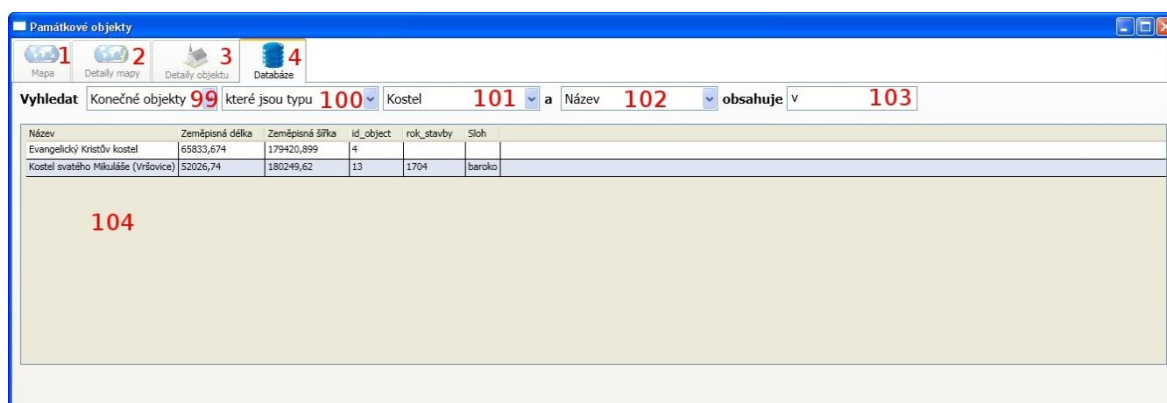 Památkové objekty
1 2 3 4
Mapa Detaily mapy Detaily objektu Databáze
Vyhledat Konečné objekty 99 které jsou typu 100 Kostel 101 a Název 102 obsahuje v 103
Název Zeměpisná délka Zeměpisná šířka id_object rok_stavby Sloh
Evangelický Kristův kostel 65833,674 179420,899 4
Kostel svatého Mikuláše (Vršovice) 52026,74 180249,62 13 1704 baroko
104